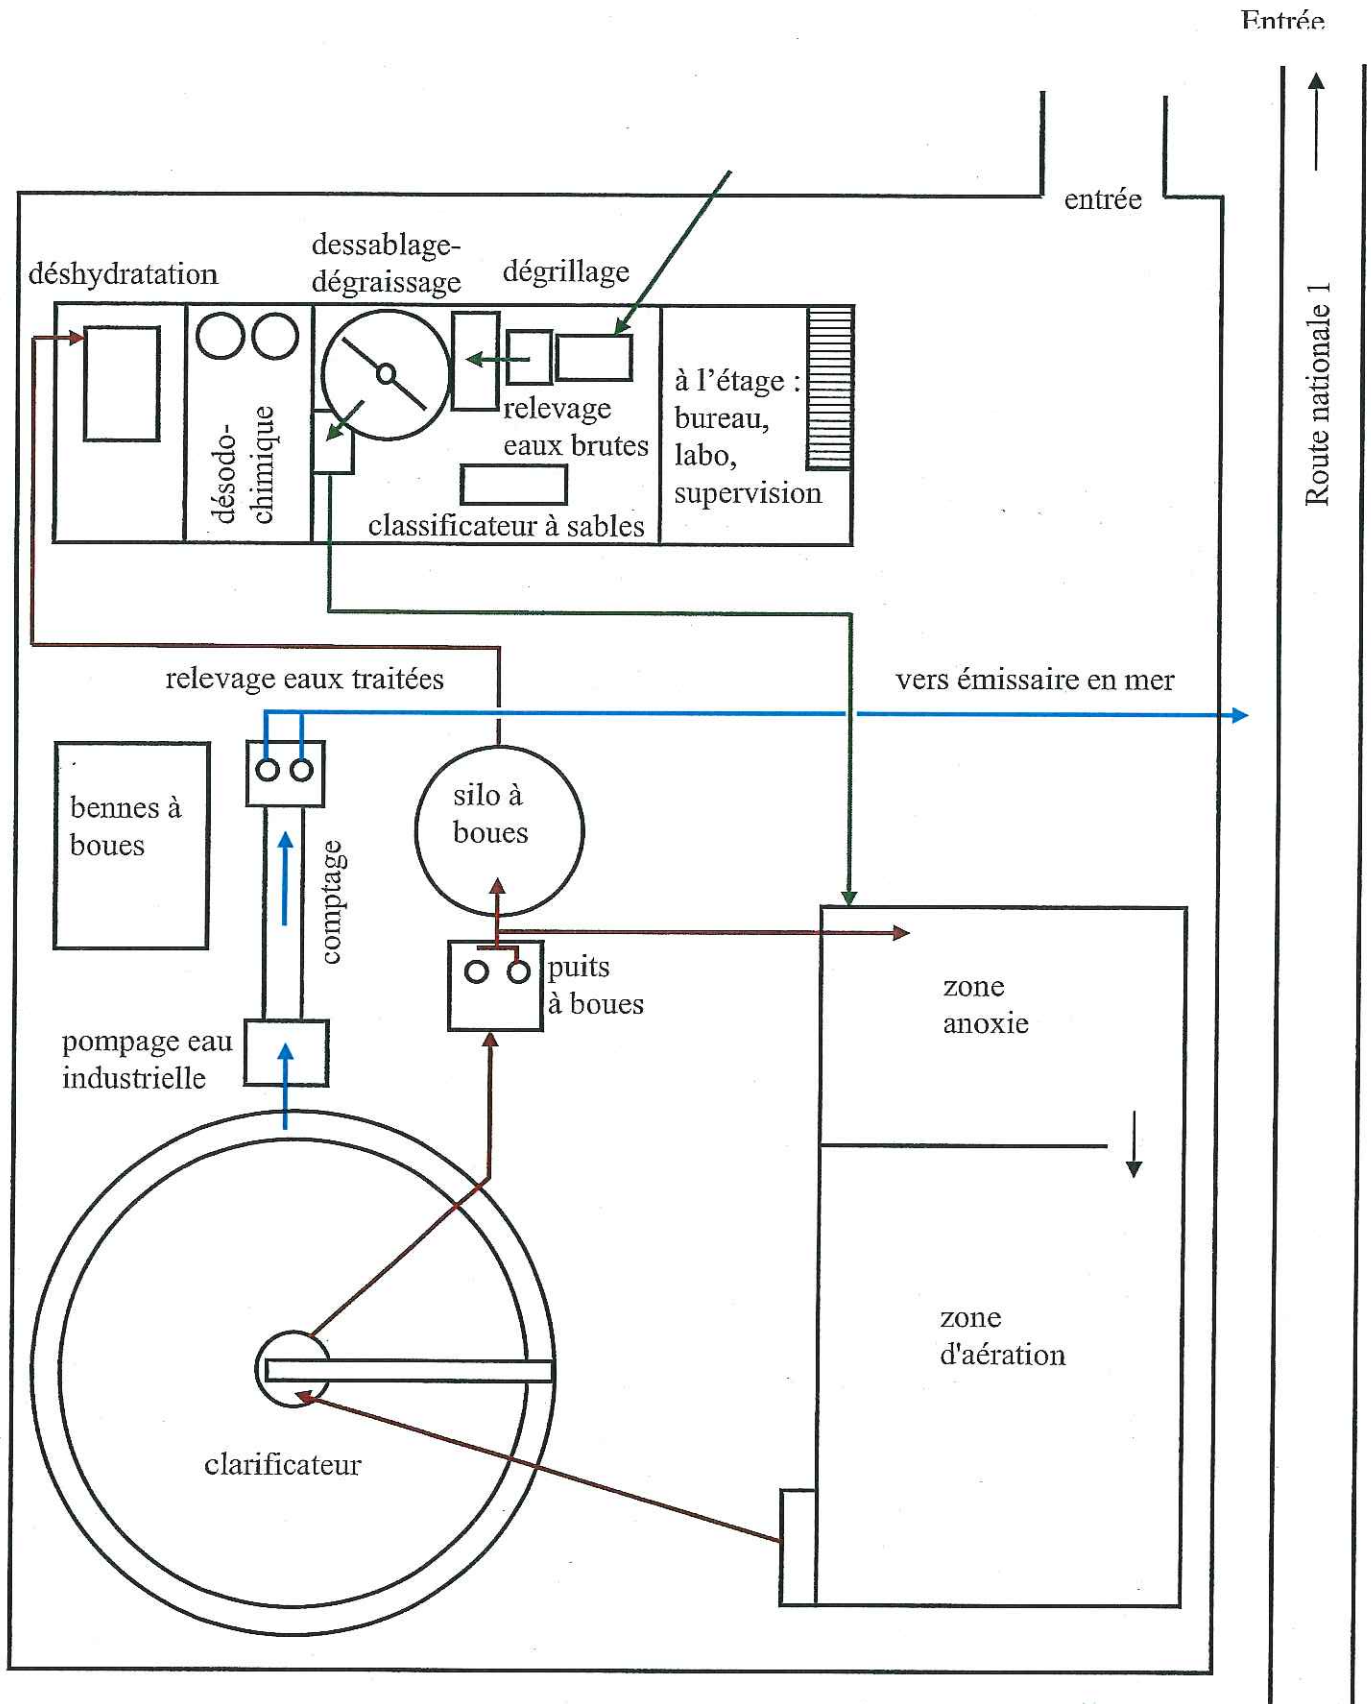 Entrée
entrée
dessablage-
dégraissage
déshydratation
dégrillage
Route nationale 1
à l’étage :
bureau,
labo,
supervision
relevage
eaux brutes
désodo-
chimique
classificateur à sables
relevage eaux traitées
vers émissaire en mer
bennes à
boues
silo à
boues
comptage
puits
à boues
zone
anoxie
pompage eau
industrielle
zone
d'aération
clarificateur